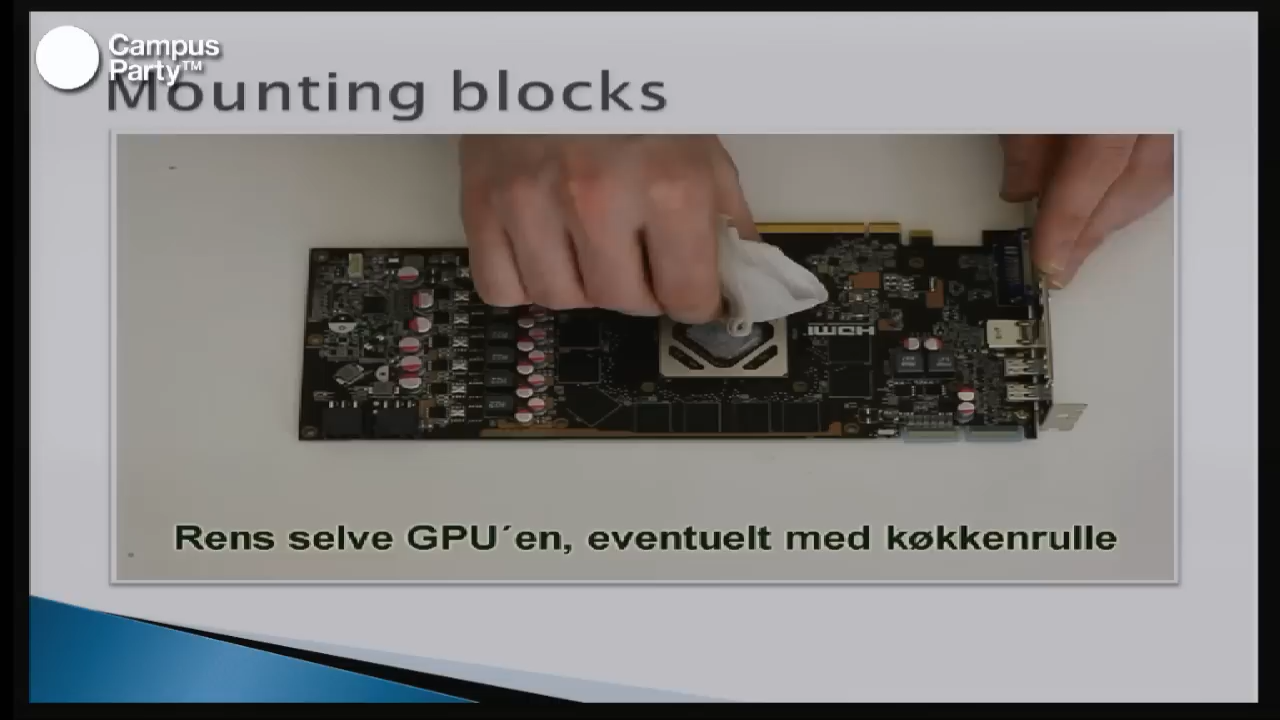 Campus
Party™
Mounting blocks
HDMI
Rens selve GPU´en, eventuelt med køkkenrulle